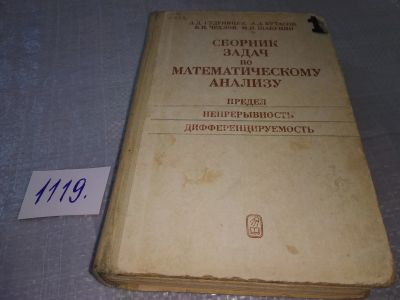 1
СБОРНИК
ЗАДАЧ ПО
МАТЕМАТИЧЕСКОМУ
АНАЛИЗУ
ПРЕДЕЛ
НЕПРЕРЫВНОСТЬ
ДИФФЕРЕНЦИРУЕМОСТЬ
1119.